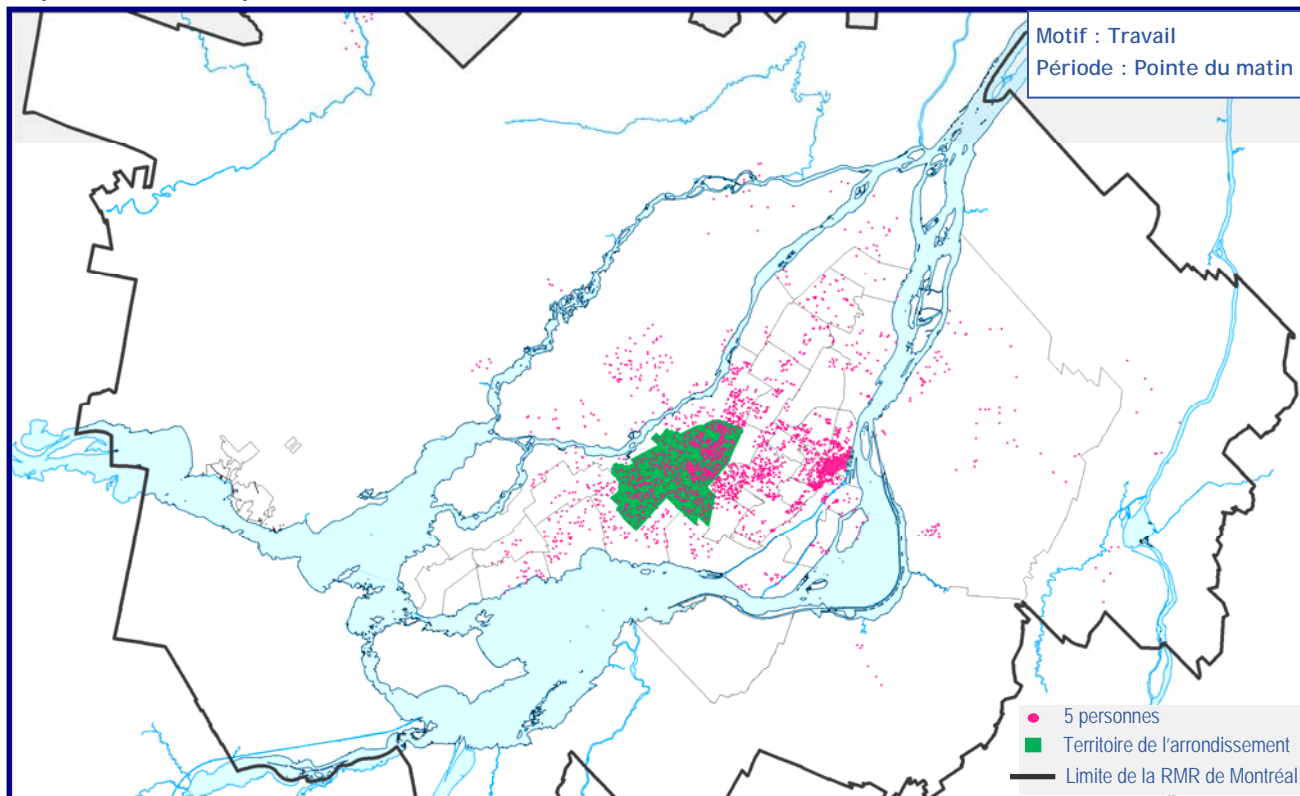 Motif : Travail
Période : Pointe du matin
5 personnes
Territoire de l'arrondissement
Limite de la RMR de Montréal